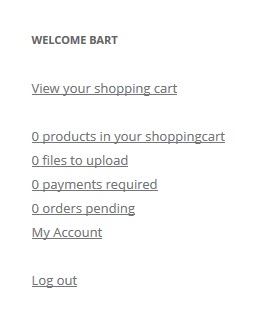 WELCOME BART
View your shopping cart
0 products in your shoppingcart
0 files to upload
0 payments required
0 orders pending
My Account
Log out